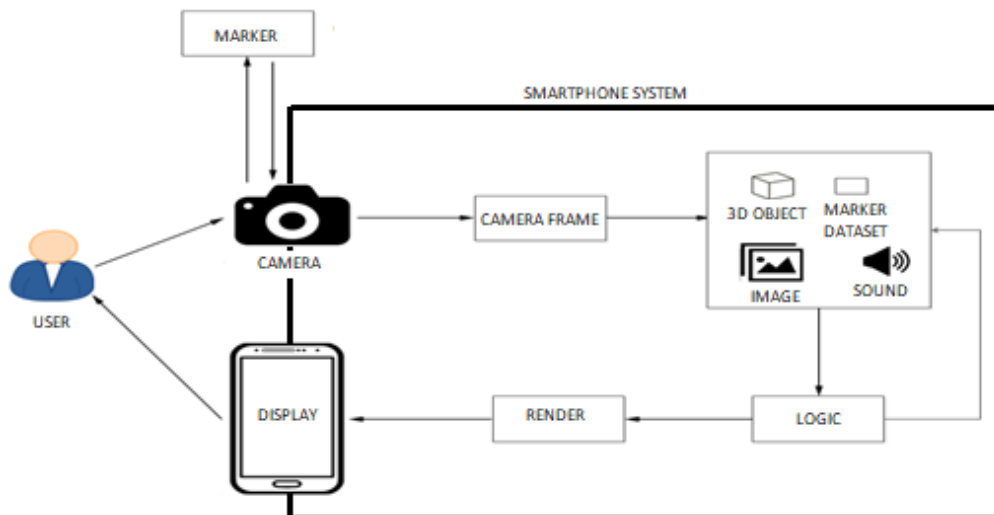 MARKER
SMARTPHONE SYSTEM
3D OBJECT
MARKER
DATASET
CAMERA FRAME
CAMERA
IMAGE
SOUND
USER
DISPLAY
RENDER
LOGIC